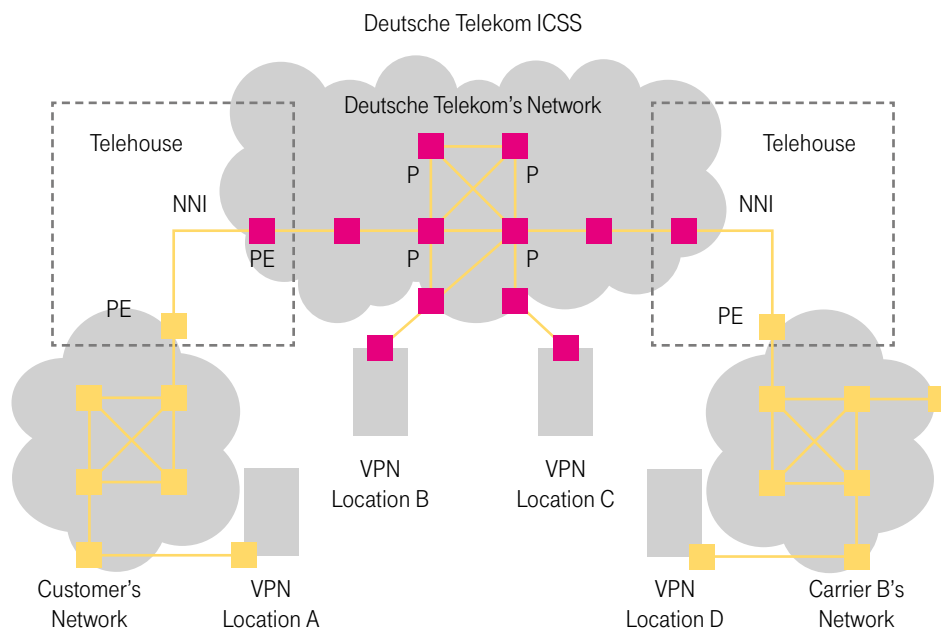 Deutsche Telekom ICSS
Deutsche Telekom's Network
Telehouse
Telehouse
P
P
NNI
NNI
PE
P
P
PE
PE
VPN
Location B
VPN
Location C
Customer's
Network
VPN
Location A
VPN
Location D
Carrier B's
Network